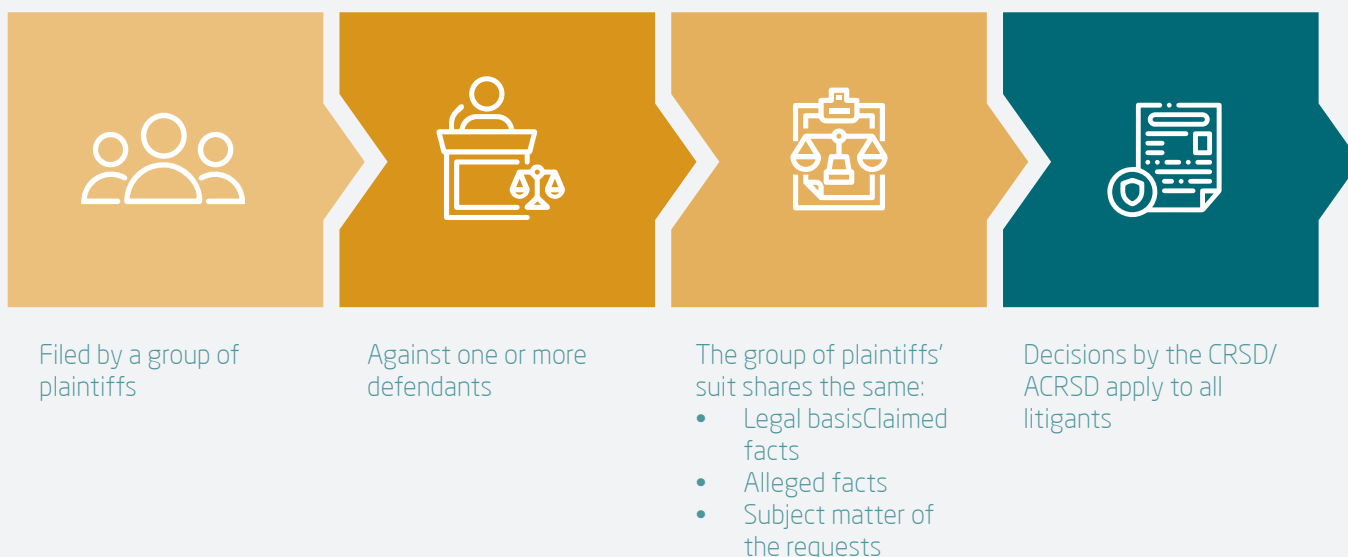 Filed by a group of
plaintiffs
Against one or more
defendants
The group of plaintiffs'
suit shares the same:
• Legal basisClaimed
facts
• Alleged facts
• Subject matter of
the requests
Decisions by the CRSD/
ACRSD apply to all
litigants